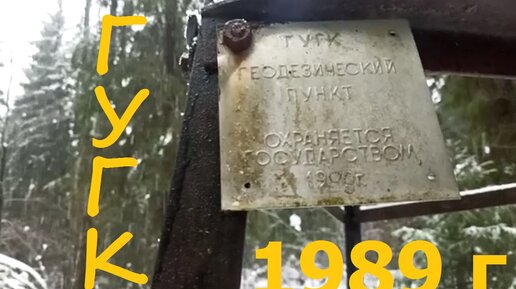 ГУГК
ГУГК
ГЕОДЕЗИЧЕСКИЙ
ПУНКТ
ОХРАНЯЕТСЯ
ГОСУДАРСТВОМ
1989 г